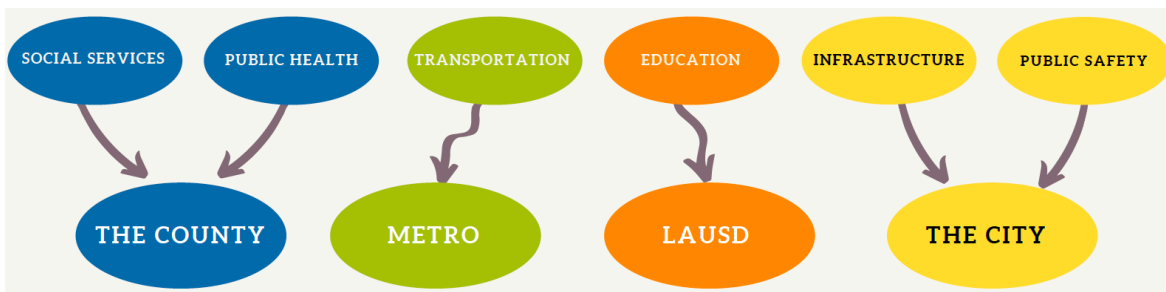 SOCIAL SERVICES
PUBLIC HEALTH
TRANSPORTATION
EDUCATION
INFRASTRUCTURE
PUBLIC SAFETY
THE COUNTY
METRO
LAUSD
THE CITY